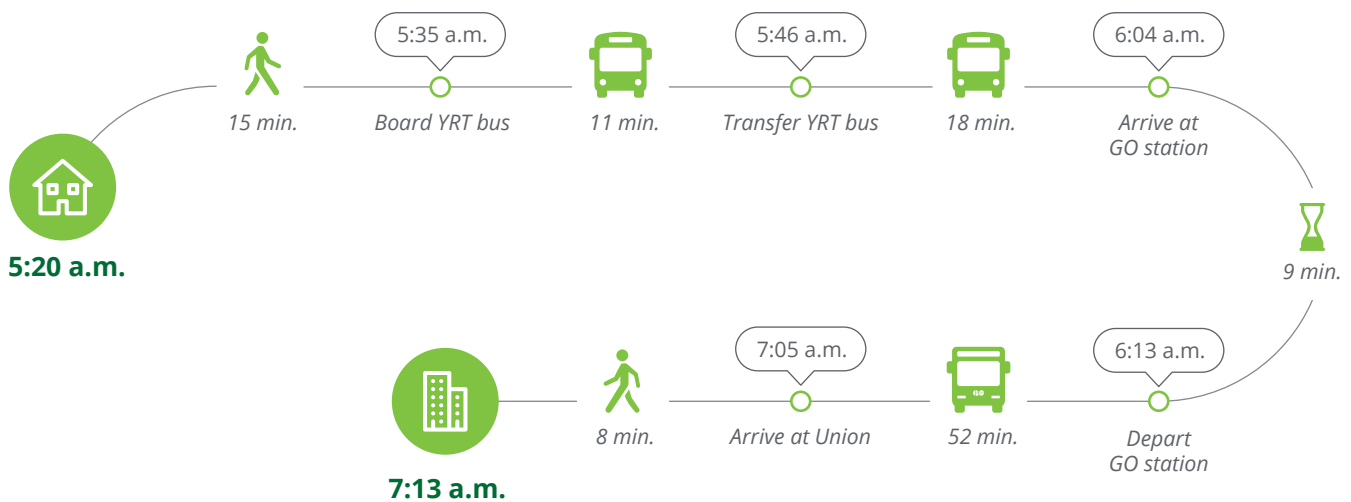 5:35 a.m.
5:46 a.m.
6:04 a.m.
15 min.
Board YRT bus
11 min.
Transfer YRT bus
18 min.
Arrive at
GO station
5:20 a.m.
9 min.
7:05 a.m.
6:13 a.m.
GO
8 min.
Arrive at Union
52 min.
Depart
GO station
7:13 a.m.